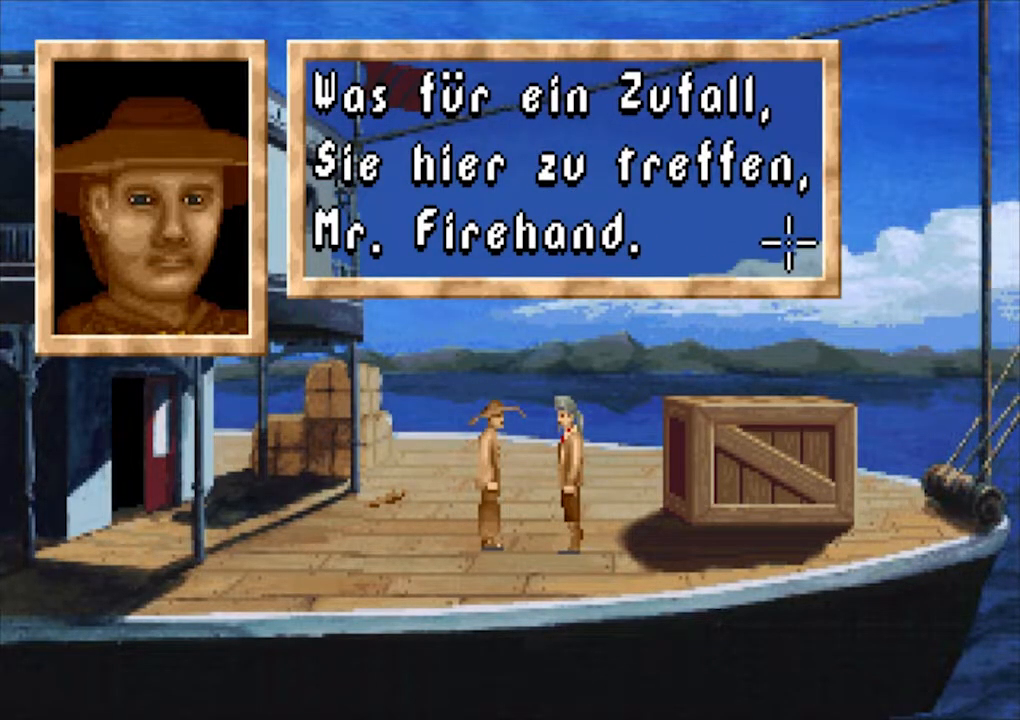 Was für ein Zufall,
Sie hier zu treffen,
Mr. Firehand.